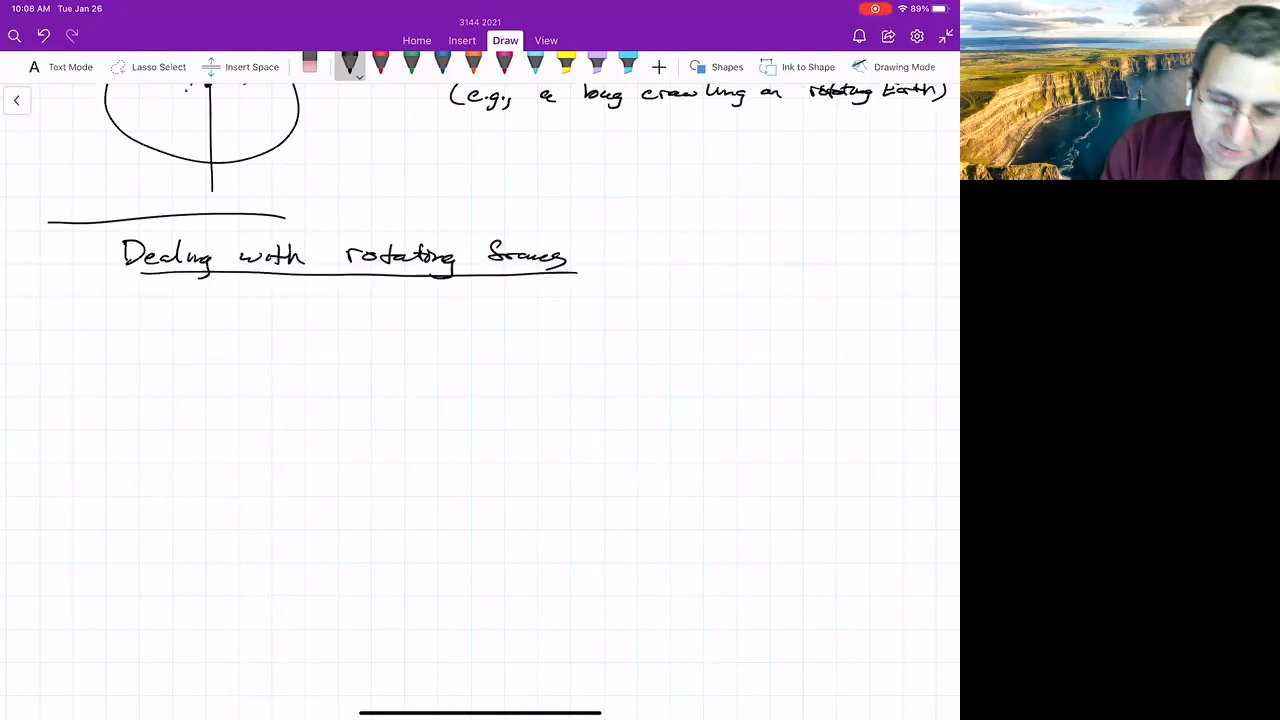 10:08 AM Tue Jan 26
89%
3144 2021
Home Insert Draw View
Text Mode Lasso Select Insert Space Shapes Ink to Shape Drawing Mode
(e.g., a bug crawling on rotating Earth)
Dealing with rotating frames